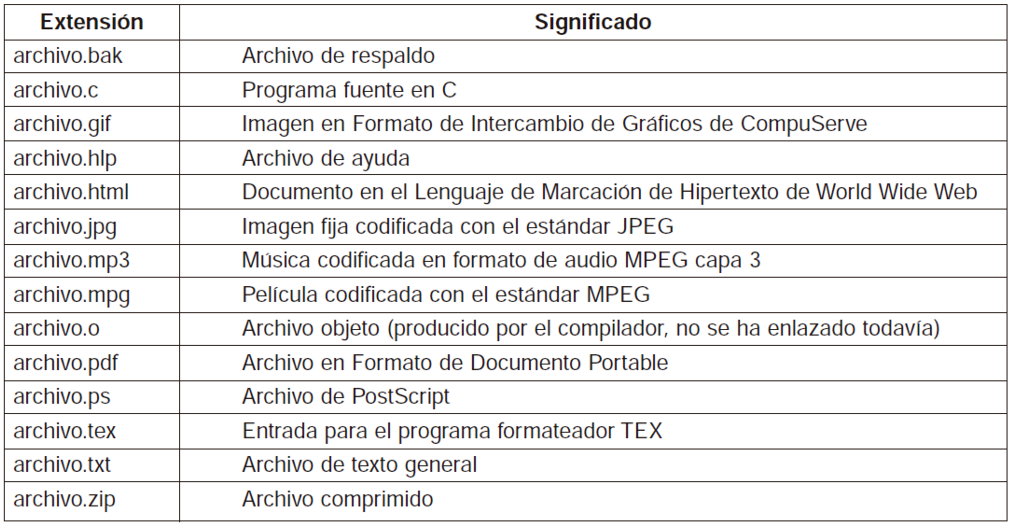 Extensión Significado
archivo.bak Archivo de respaldo
archivo.c Programa fuente en C
archivo.gif Imagen en Formato de Intercambio de Gráficos de CompuServe
archivo.hlp Archivo de ayuda
archivo.html Documento en el Lenguaje de Marcación de Hipertexto de World Wide Web
archivo.jpg Imagen fija codificada con el estándar JPEG
archivo.mp3 Música codificada en formato de audio MPEG capa 3
archivo.mpg Película codificada con el estándar MPEG
archivo.o Archivo objeto (producido por el compilador, no se ha enlazado todavía)
archivo.pdf Archivo en Formato de Documento Portable
archivo.ps Archivo de PostScript
archivo.tex Entrada para el programa formateador TEX
archivo.txt Archivo de texto general
archivo.zip Archivo comprimido